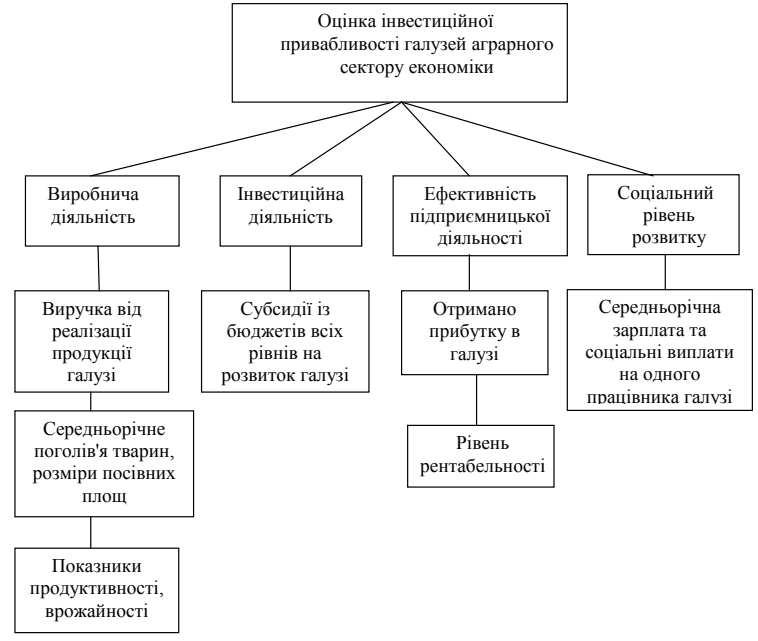 Оцінка інвестиційної
привабливості галузей аграрного
сектору економіки
Виробнича
діяльність
Інвестиційна
діяльність
Ефективність
підприємницької
діяльності
Соціальний
рівень
розвитку
Виручка від
реалізації
продукції
галузі
Субсидії із
бюджетів всіх
рівнів на
розвиток галузі
Отримано
прибутку в
галузі
Середньорічна
зарплата та
соціальні виплати
на одного
працівника галузі
Середньорічне
поголів'я тварин,
розміри посівних
площ
Рівень
рентабельності
Показники
продуктивності,
врожайності